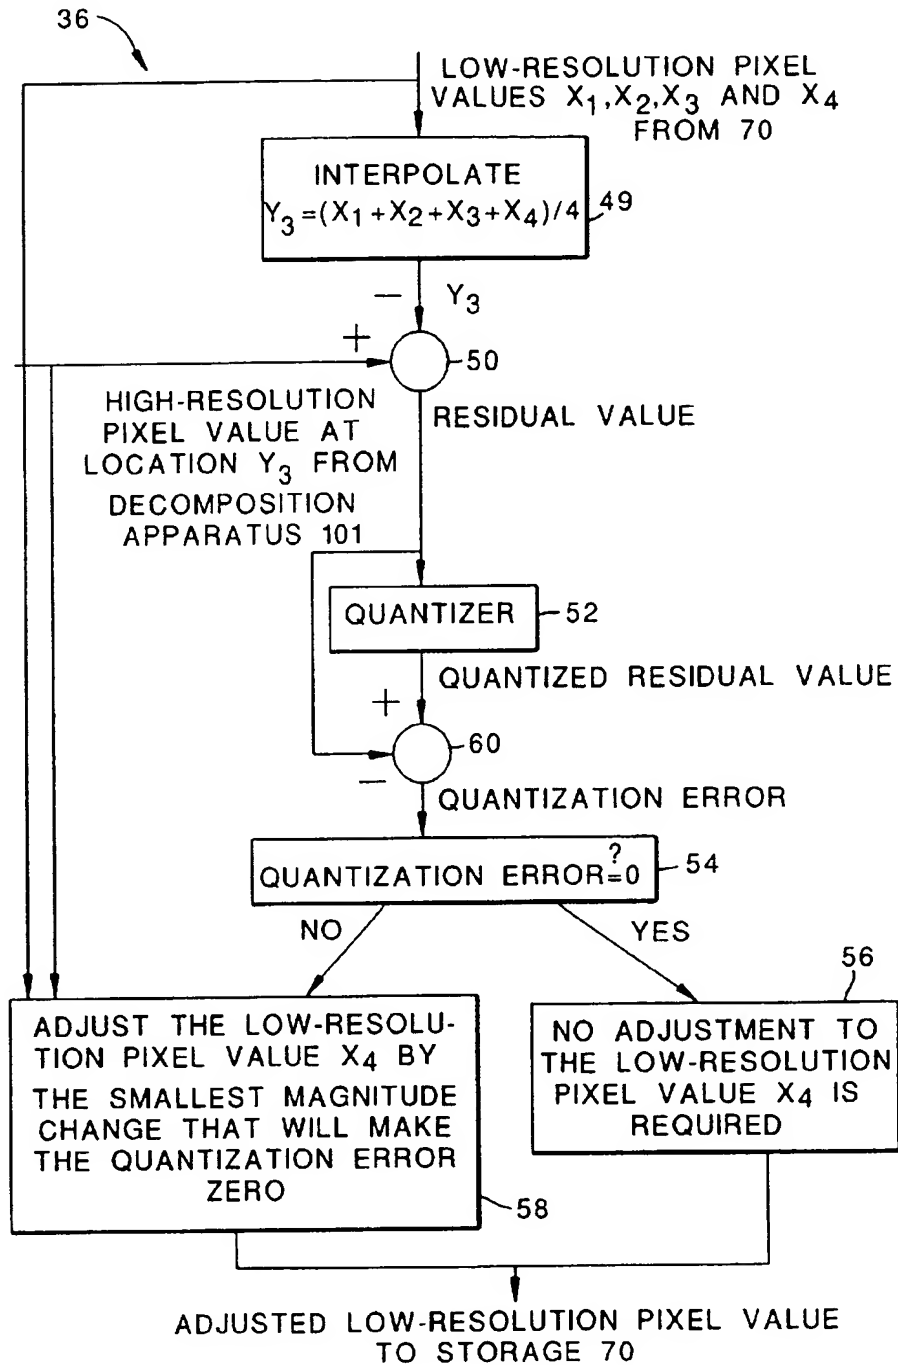 36
LOW-RESOLUTION PIXEL
VALUES X₁,X₂,X₃ AND X₄
FROM 70
INTERPOLATE
Y₃=(X₁+X₂+X₃+X₄)/4
49
− Y₃
+
50
HIGH-RESOLUTION
PIXEL VALUE AT
LOCATION Y₃ FROM
DECOMPOSITION
APPARATUS 101
RESIDUAL VALUE
QUANTIZER
52
QUANTIZED RESIDUAL VALUE
+
60
−
QUANTIZATION ERROR
QUANTIZATION ERROR=?0
54
NO
YES
56
ADJUST THE LOW-RESOLU-
TION PIXEL VALUE X₄ BY
THE SMALLEST MAGNITUDE
CHANGE THAT WILL MAKE
THE QUANTIZATION ERROR
ZERO
58
NO ADJUSTMENT TO
THE LOW-RESOLUTION
PIXEL VALUE X₄ IS
REQUIRED
ADJUSTED LOW-RESOLUTION PIXEL VALUE
TO STORAGE 70